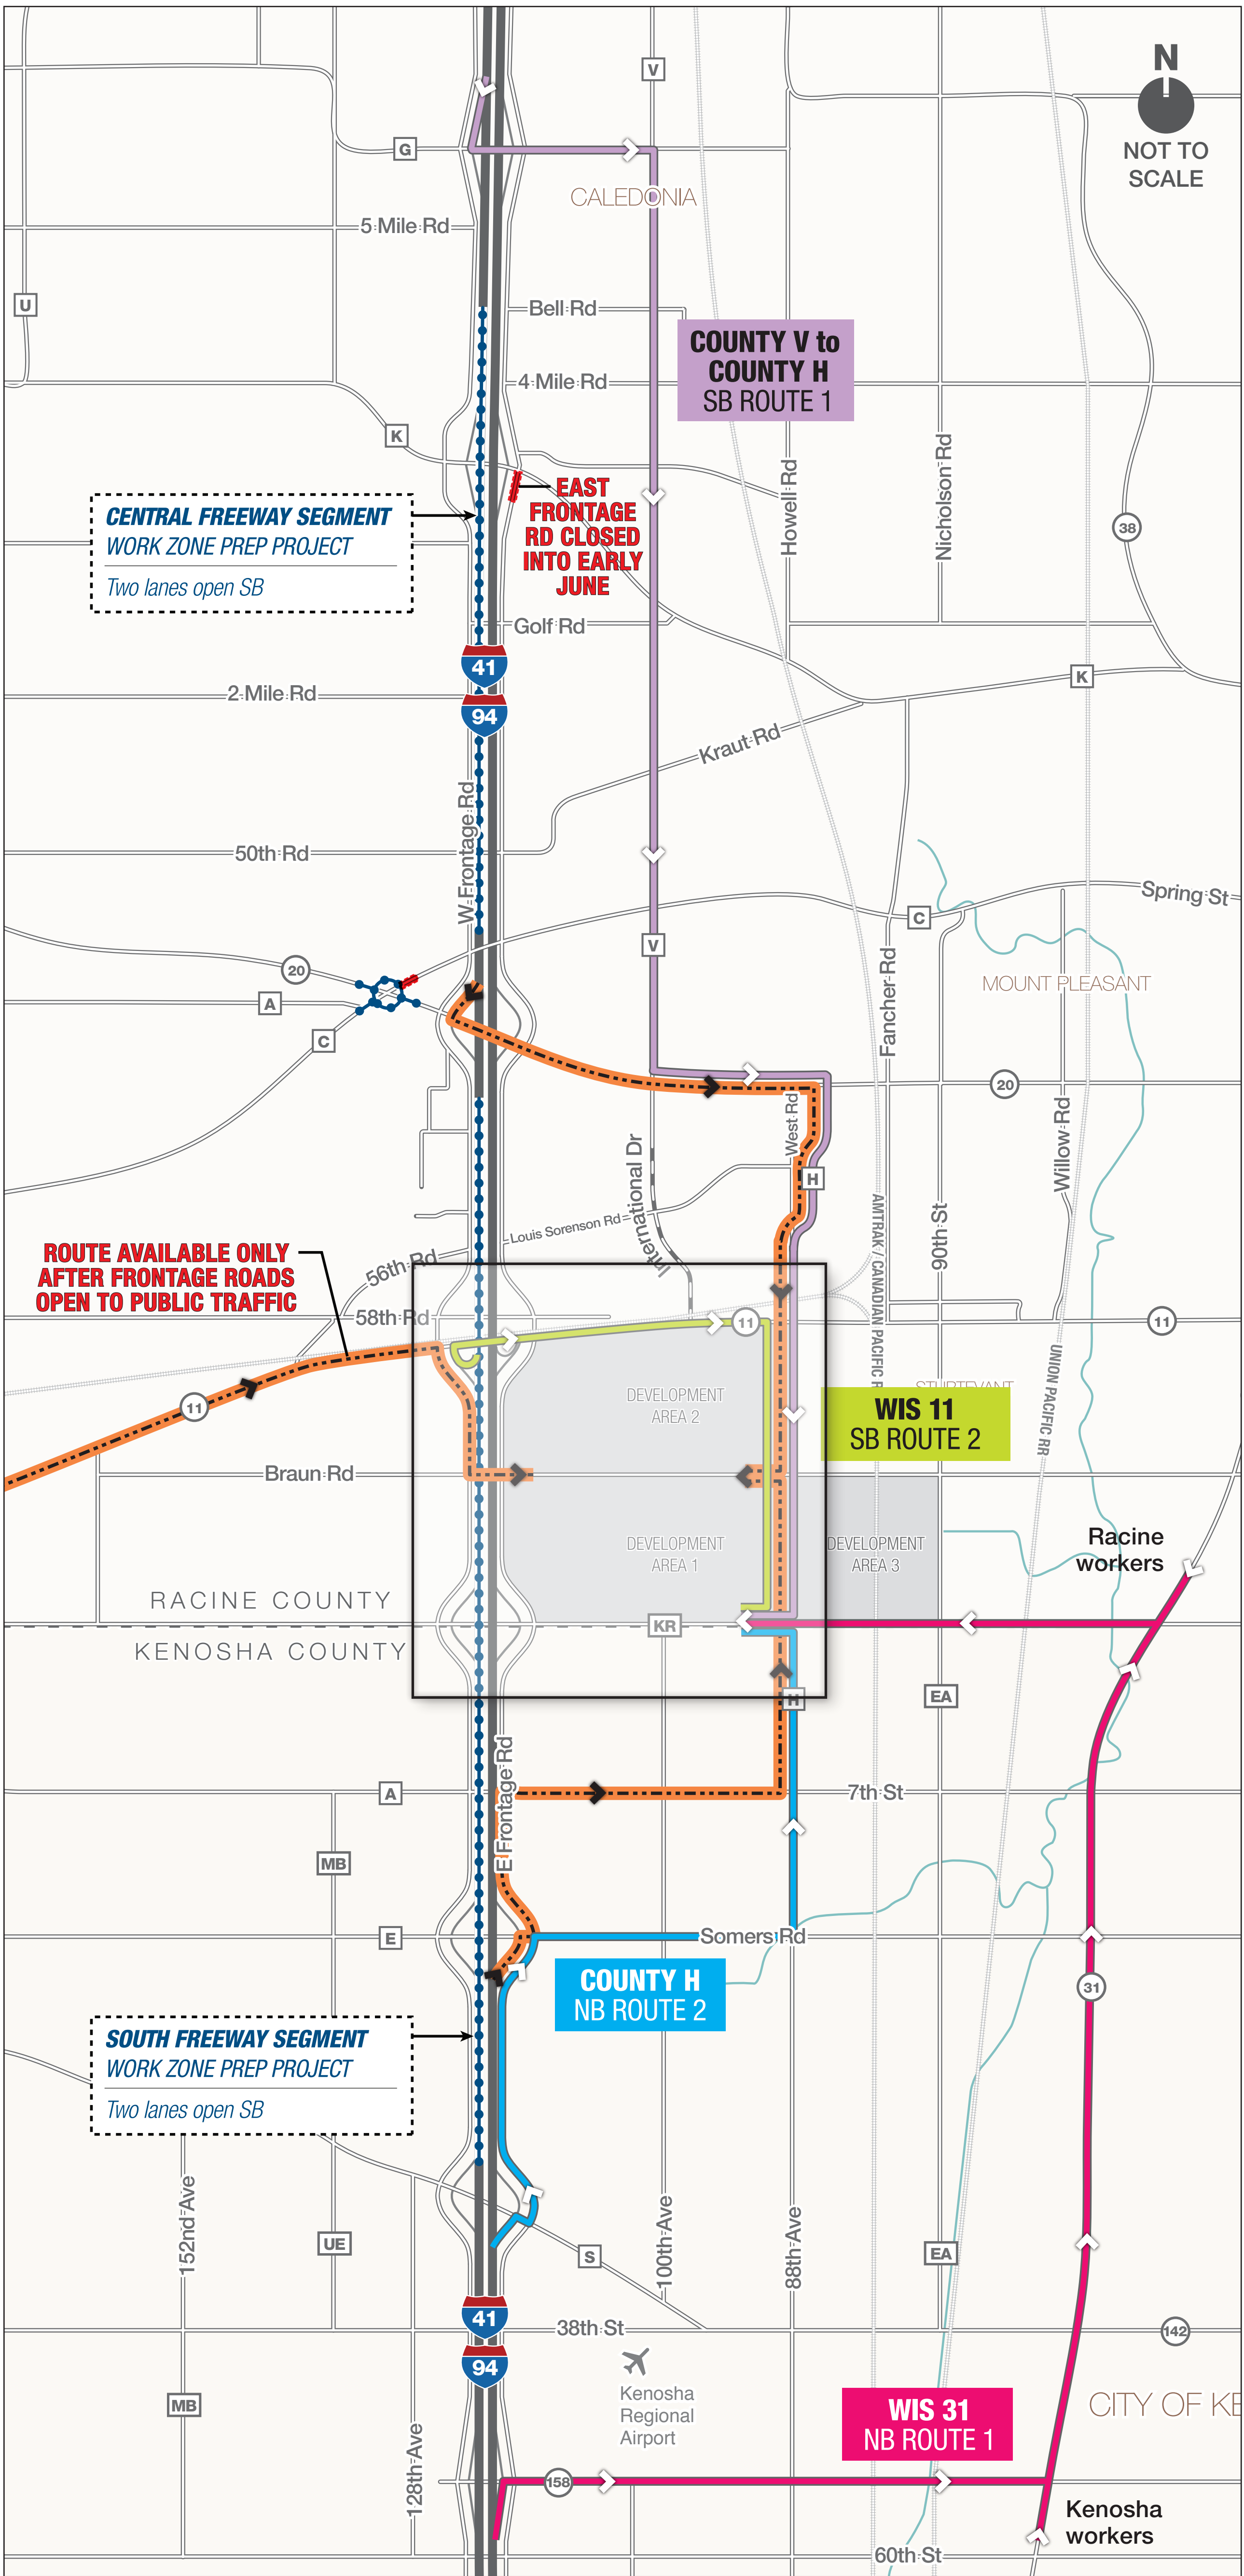 N
NOT TO
SCALE
V
G
CALEDONIA
5 Mile Rd
U
Bell Rd
COUNTY V to
COUNTY H
SB ROUTE 1
4 Mile Rd
K
Howell Rd
Nicholson Rd
38
EAST
FRONTAGE
RD CLOSED
INTO EARLY
JUNE
CENTRAL FREEWAY SEGMENT
WORK ZONE PREP PROJECT
Two lanes open SB
Golf Rd
41
K
2 Mile Rd
94
Kraut Rd
W Frontage Rd
50th Rd
Spring St
C
V
20
A
MOUNT PLEASANT
Fancher Rd
C
20
West Rd
Willow Rd
International Dr
H
Louis Sorenson Rd
AMTRAK / CANADIAN PACIFIC R
90th St
ROUTE AVAILABLE ONLY
AFTER FRONTAGE ROADS
OPEN TO PUBLIC TRAFFIC
56th Rd
58th Rd
11
11
UNION PACIFIC RR
STURTEVANT
DEVELOPMENT
AREA 2
11
WIS 11
SB ROUTE 2
Braun Rd
DEVELOPMENT
AREA 1
DEVELOPMENT
AREA 3
Racine
workers
RACINE COUNTY
KR
KENOSHA COUNTY
EA
H
E Frontage Rd
A
7th St
MB
E
Somers Rd
COUNTY H
NB ROUTE 2
31
SOUTH FREEWAY SEGMENT
WORK ZONE PREP PROJECT
Two lanes open SB
152nd Ave
UE
S
100th Ave
88th Ave
EA
41
38th St
142
94
Kenosha
Regional
Airport
MB
WIS 31
NB ROUTE 1
CITY OF KE
128th Ave
158
Kenosha
workers
60th St